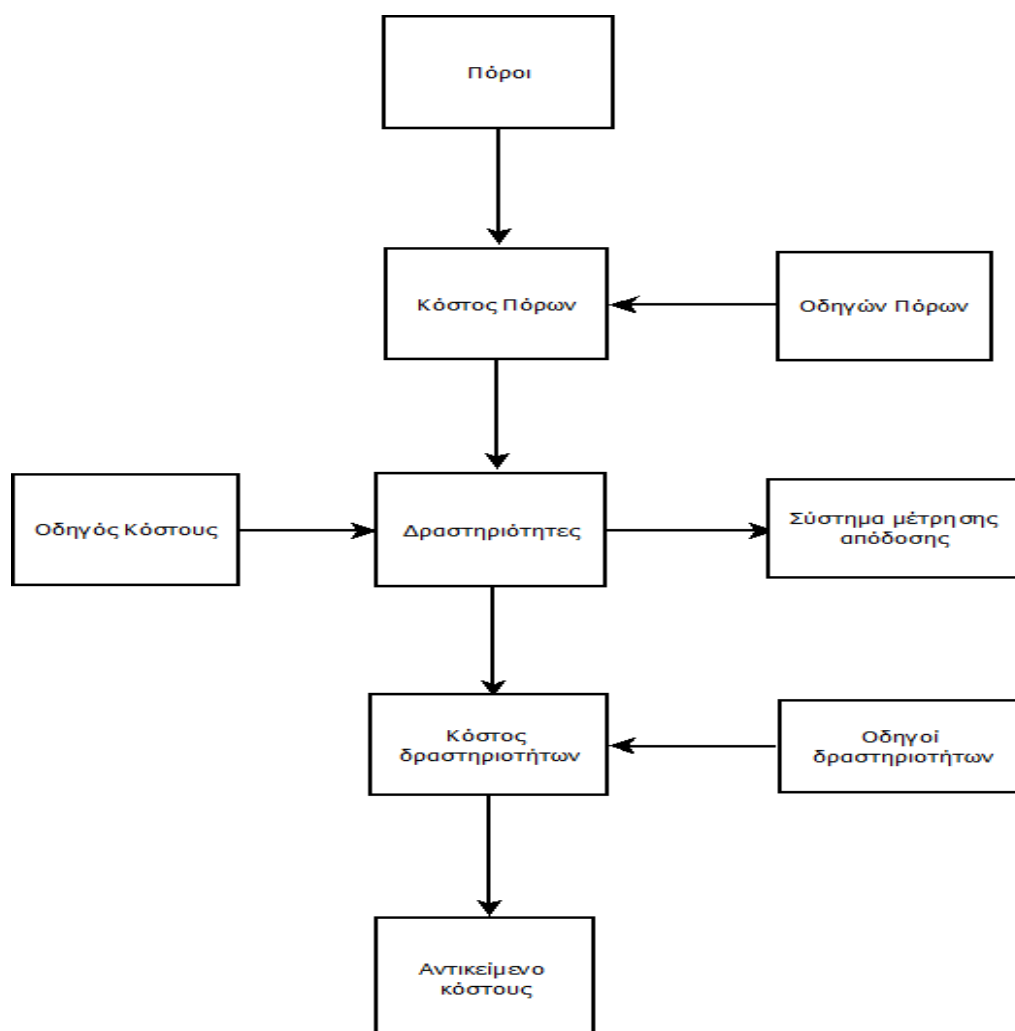 Πόροι
Κόστος Πόρων
Οδηγών Πόρων
Οδηγός Κόστους
Δραστηριότητες
Σύστημα μέτρησης
απόδοσης
Κόστος
δραστηριοτήτων
Οδηγοί
δραστηριοτήτων
Αντικείμενο
κόστους